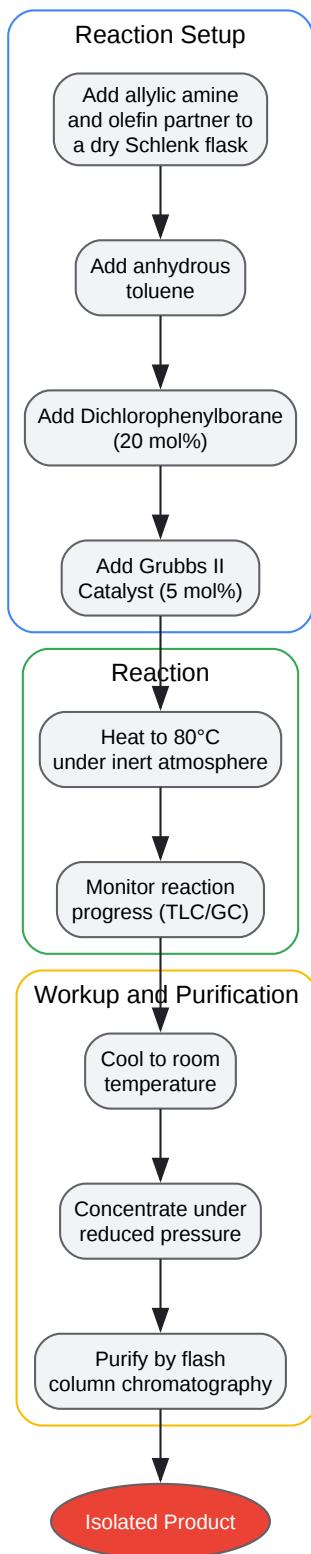 Reaction Setup
Add allylic amine
and olefin partner to
a dry Schlenk flask
Add anhydrous
toluene
Add Dichlorophenylborane
(20 mol%)
Add Grubbs II
Catalyst (5 mol%)
Reaction
Heat to 80°C
under inert atmosphere
Monitor reaction
progress (TLC/GC)
Workup and Purification
Cool to room
temperature
Concentrate under
reduced pressure
Purify by flash
column chromatography
Isolated Product